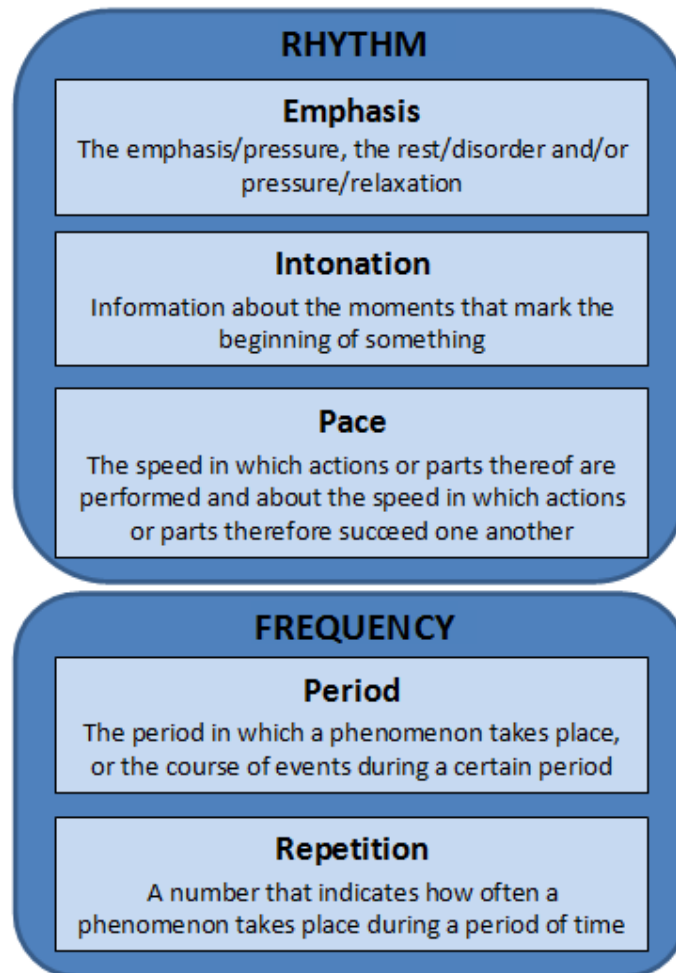 RHYTHM
Emphasis
The emphasis/pressure, the rest/disorder and/or
pressure/relaxation
Intonation
Information about the moments that mark the
beginning of something
Pace
The speed in which actions or parts thereof are
performed and about the speed in which actions
or parts therefore succeed one another
FREQUENCY
Period
The period in which a phenomenon takes place,
or the course of events during a certain period
Repetition
A number that indicates how often a
phenomenon takes place during a period of time